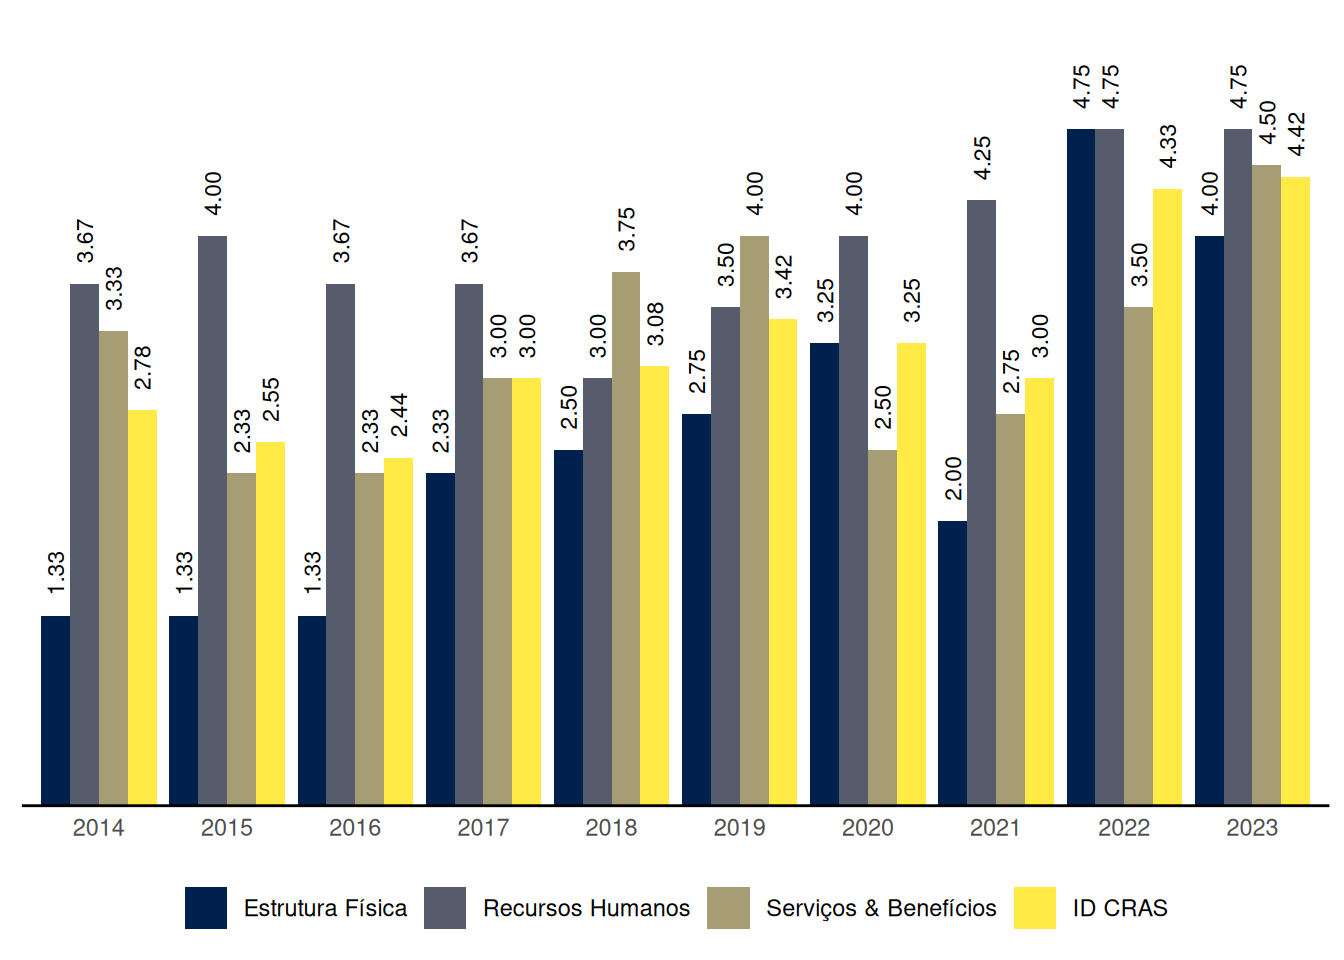 1.33 3.67 3.33 2.78
1.33 4.00 2.33 2.55
1.33 3.67 2.33 2.44
2.33 3.67 3.00 3.00
2.50 3.00 3.75 3.08
2.75 3.50 4.00 3.42
3.25 4.00 2.50 3.25
2.00 4.25 2.75 3.00
4.75 4.75 3.50 4.33
4.00 4.75 4.50 4.42
2014 2015 2016 2017 2018 2019 2020 2021 2022 2023
Estrutura Física Recursos Humanos Serviços & Benefícios ID CRAS